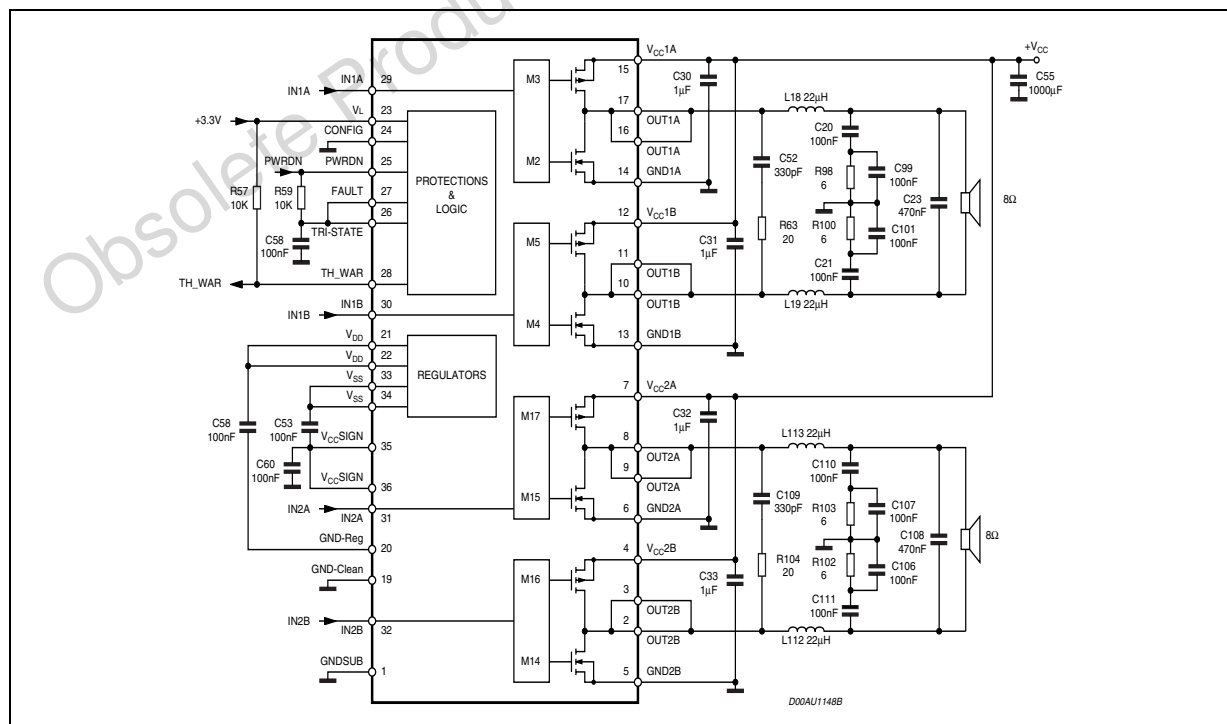 Obsolete Produc
+3.3V
IN1A
R57
10K
R59
10K
PWRDN
C58
100nF
TH_WAR
IN1B
C58
100nF
C53
100nF
C60
100nF
IN2A
GND-Reg
GND-Clean
IN2B
GNDSUB
IN1A
29
VL
23
CONFIG
24
PWRDN
25
FAULT
27
26
TRI-STATE
TH_WAR
28
IN1B
30
VDD
21
VDD
22
VSS
33
VSS
34
VCCSIGN
35
VCCSIGN
36
IN2A
31
20
19
IN2B
32
1
PROTECTIONS
&
LOGIC
REGULATORS
M3
M2
M5
M4
M17
M15
M16
M14
15
VCC1A
17
OUT1A
16
OUT1A
14
GND1A
12
VCC1B
11
OUT1B
10
OUT1B
13
GND1B
7
VCC2A
8
OUT2A
9
OUT2A
6
GND2A
4
VCC2B
3
OUT2B
2
OUT2B
5
GND2B
C30
1µF
C31
1µF
C32
1µF
C33
1µF
+VCC
C55
1000µF
L18 22µH
C52
330pF
R63
20
C20
100nF
R98
6
C99
100nF
R100
6
C101
100nF
C21
100nF
C23
470nF
8Ω
L19 22µH
L113 22µH
C109
330pF
R104
20
C110
100nF
R103
6
C107
100nF
R102
6
C106
100nF
C111
100nF
C108
470nF
8Ω
L112 22µH
D00AU1148B